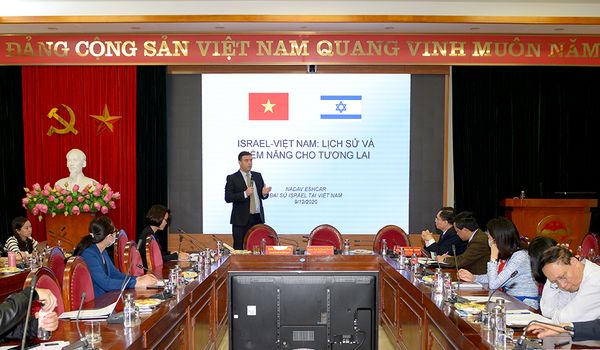 ĐẢNG CỘNG SẢN VIỆT NAM QUANG VINH MUÔN NĂM
ISRAEL-VIỆT NAM: LỊCH SỬ VÀ
NĂNG CHO TƯƠNG LAI
NADAV ESHCAR
ĐẠI SỨ ISRAEL TẠI VIỆT NAM
9/12/2020